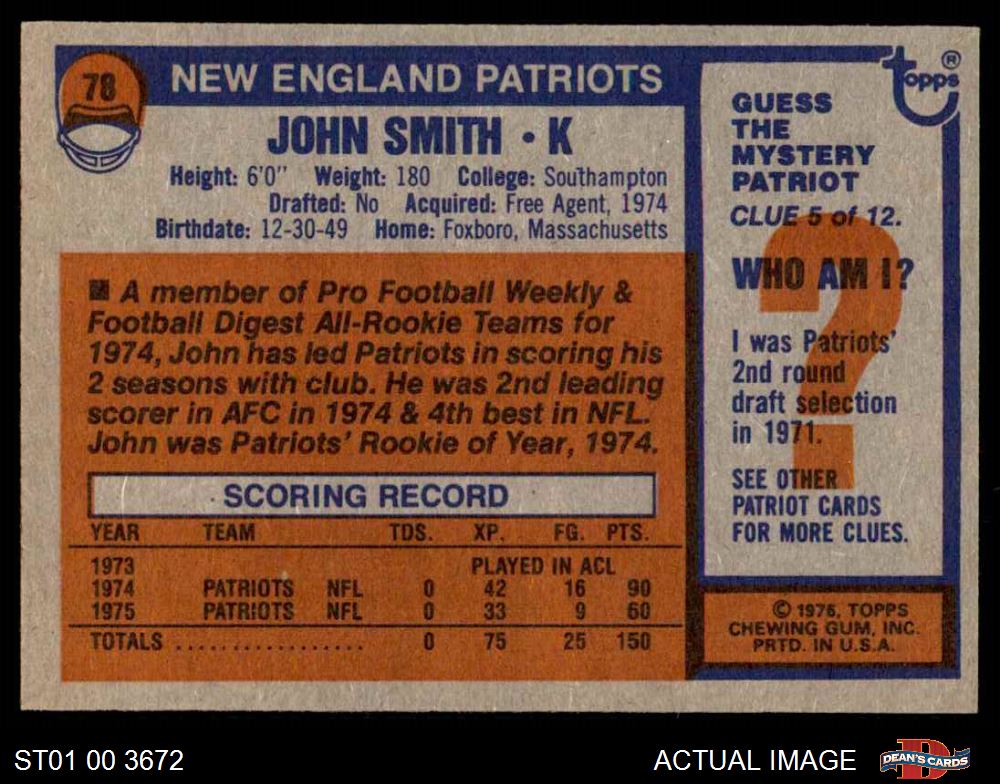 78
NEW ENGLAND PATRIOTS
JOHN SMITH • K
Height: 6'0" Weight: 180 College: Southampton
Drafted: No Acquired: Free Agent, 1974
Birthdate: 12-30-49 Home: Foxboro, Massachusetts
■ A member of Pro Football Weekly &
Football Digest All-Rookie Teams for
1974, John has led Patriots in scoring his
2 seasons with club. He was 2nd leading
scorer in AFC in 1974 & 4th best in NFL.
John was Patriots' Rookie of Year, 1974.
SCORING RECORD
YEAR TEAM TDS. XP. FG. PTS.
1973 PLAYED IN ACL
1974 PATRIOTS NFL 0 42 16 90
1975 PATRIOTS NFL 0 33 9 60
TOTALS ................. 0 75 25 150
topps ®
GUESS
THE
MYSTERY
PATRIOT
CLUE 5 of 12.
?
WHO AM I?
I was Patriots'
2nd round
draft selection
in 1971.
SEE OTHER
PATRIOT CARDS
FOR MORE CLUES.
© 1976, TOPPS
CHEWING GUM, INC.
PRTD. IN U.S.A.
ST01 00 3672
ACTUAL IMAGE
D
DEAN'S CARDS